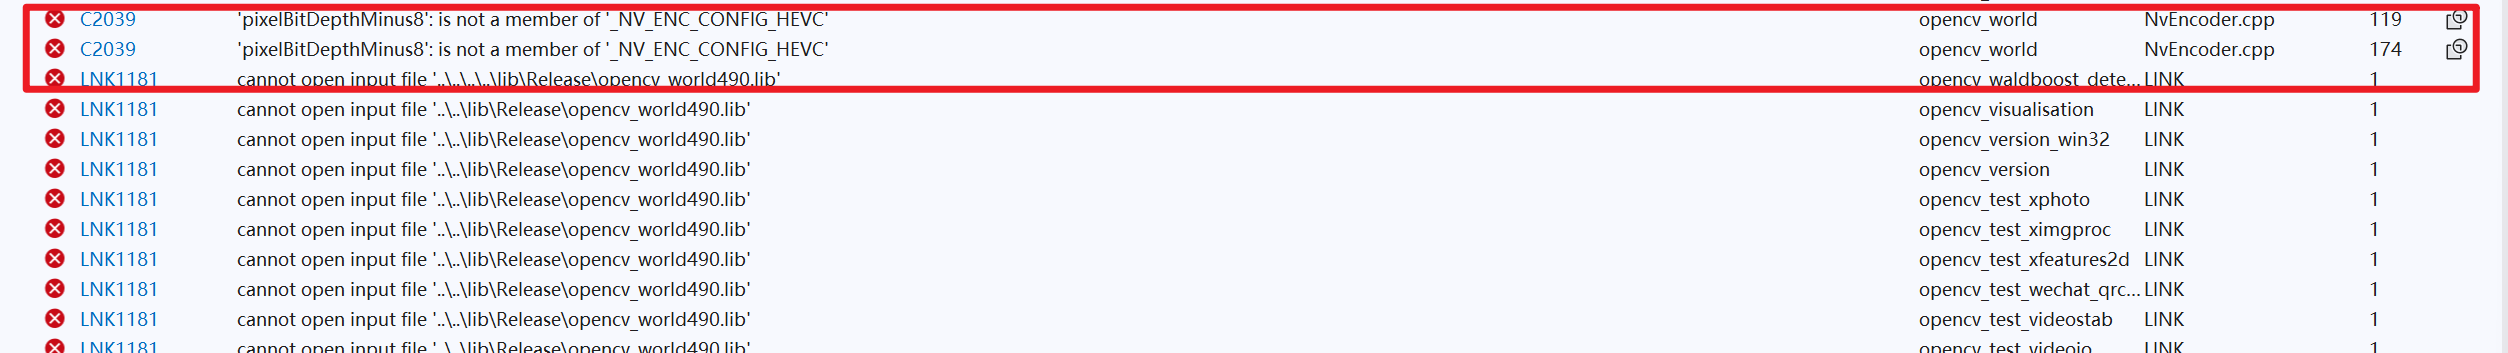 C2039 'pixelBitDepthMinus8': is not a member of '_NV_ENC_CONFIG_HEVC' opencv_world NvEncoder.cpp 119
C2039 'pixelBitDepthMinus8': is not a member of '_NV_ENC_CONFIG_HEVC' opencv_world NvEncoder.cpp 174
LNK1181 cannot open input file '..\..\..\..\lib\Release\opencv_world490.lib' opencv_waldboost_dete... LINK 1
LNK1181 cannot open input file '..\..\lib\Release\opencv_world490.lib' opencv_visualisation LINK 1
LNK1181 cannot open input file '..\..\lib\Release\opencv_world490.lib' opencv_version_win32 LINK 1
LNK1181 cannot open input file '..\..\lib\Release\opencv_world490.lib' opencv_version LINK 1
LNK1181 cannot open input file '..\..\lib\Release\opencv_world490.lib' opencv_test_xphoto LINK 1
LNK1181 cannot open input file '..\..\lib\Release\opencv_world490.lib' opencv_test_ximgproc LINK 1
LNK1181 cannot open input file '..\..\lib\Release\opencv_world490.lib' opencv_test_xfeatures2d LINK 1
LNK1181 cannot open input file '..\..\lib\Release\opencv_world490.lib' opencv_test_wechat_qrc... LINK 1
LNK1181 cannot open input file '..\..\lib\Release\opencv_world490.lib' opencv_test_videostab LINK 1
LNK1181 cannot open input file '..\..\lib\Release\opencv_world490.lib' opencv_test_videoio LINK 1